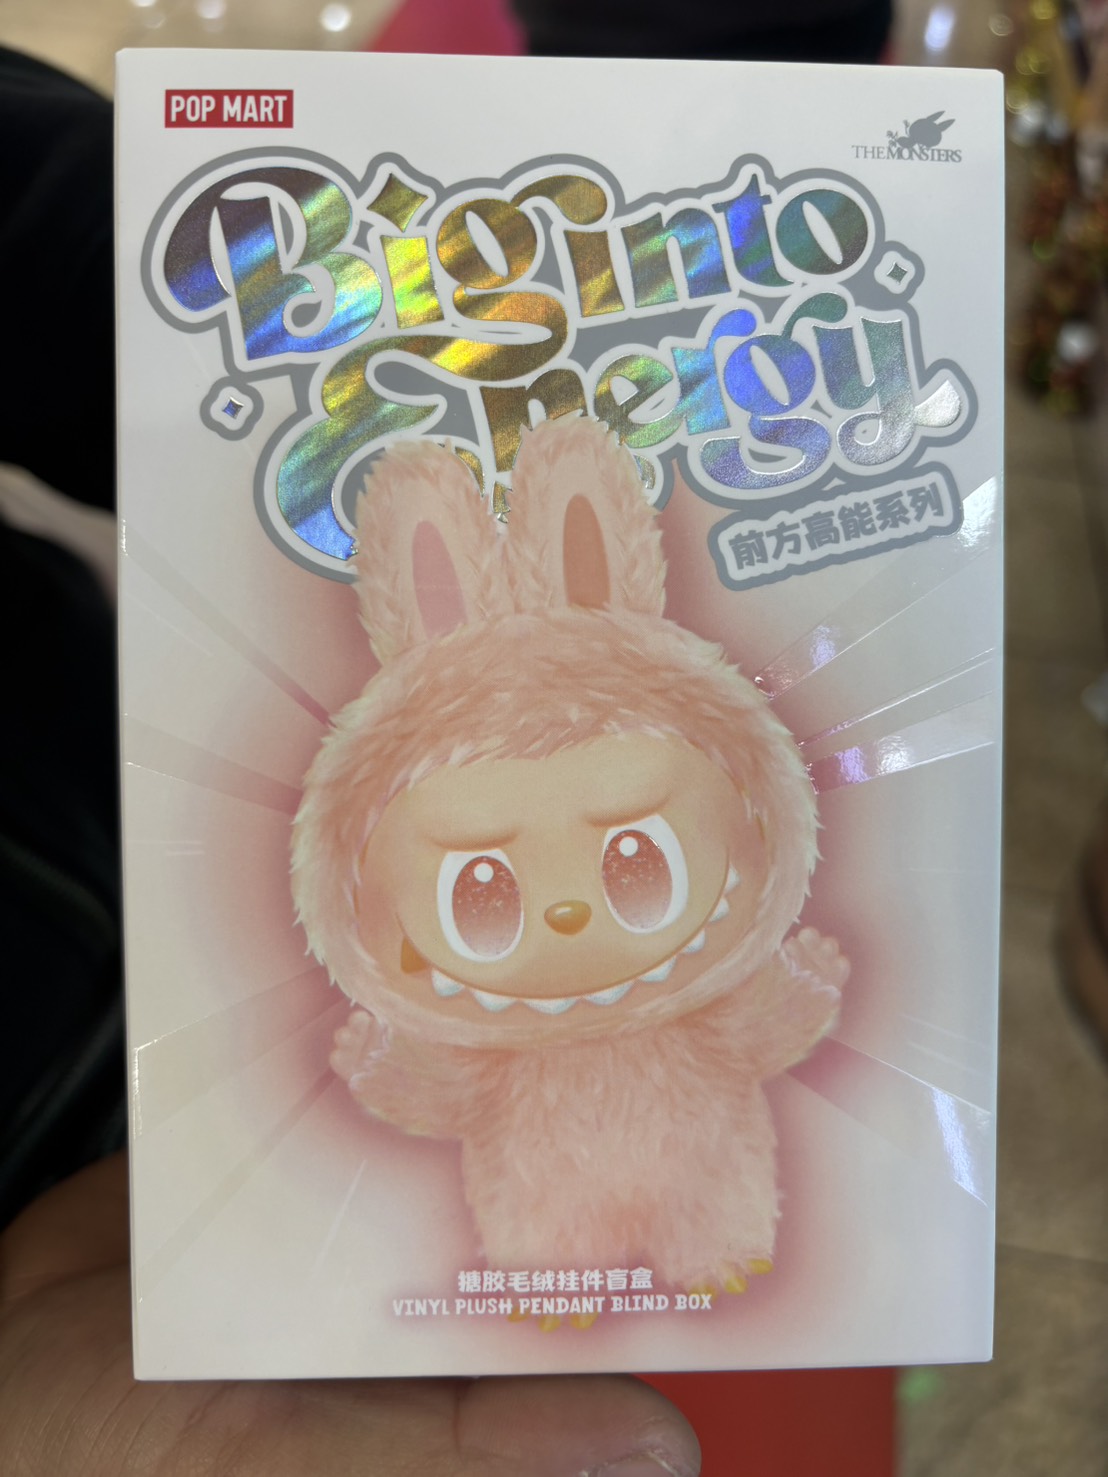 POP MART
THE MONSTERS
Big into
Energy
前方高能系列
搪胶毛绒挂件盲盒
VINYL PLUSH PENDANT BLIND BOX